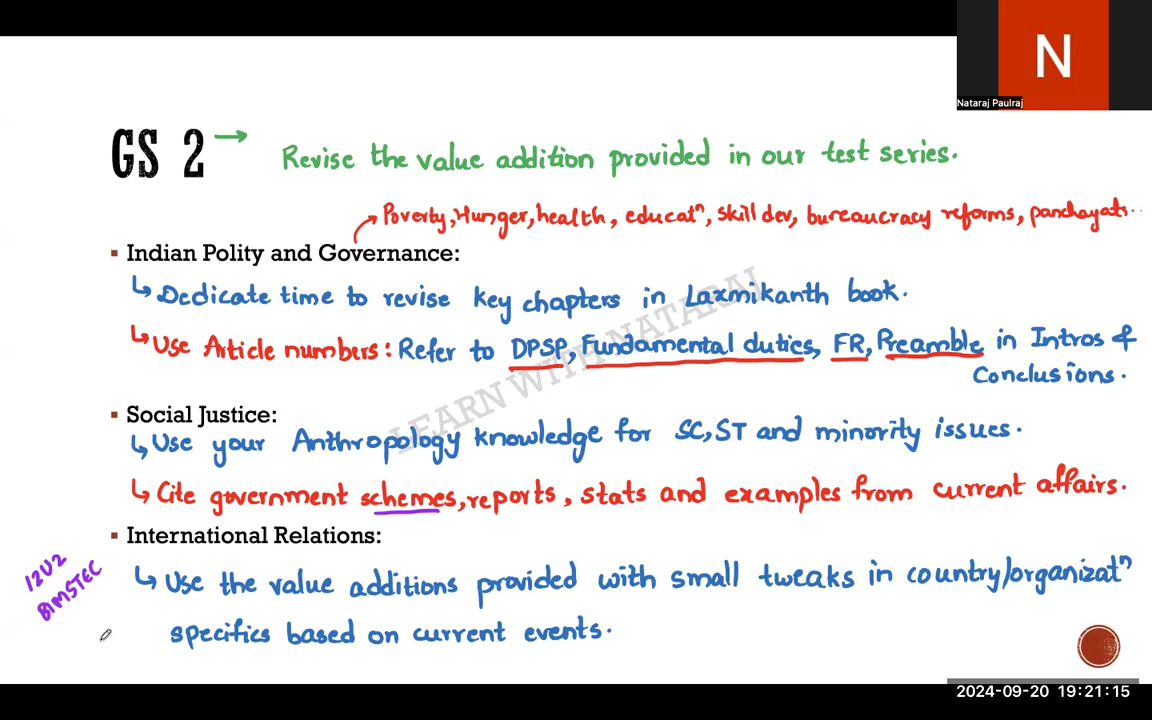 N
Nataraj Paulraj
GS 2 → Revise the value addition provided in our test series.
Poverty, Hunger, health, educatⁿ, skill dev, bureaucracy reforms, panchayats..
▪ Indian Polity and Governance:
↳ Dedicate time to revise key chapters in Laxmikanth book.
↳ Use Article numbers: Refer to DPSP, Fundamental duties, FR, Preamble in Intros &
Conclusions.
LEARN WITH NATARAJ
▪ Social Justice:
↳ Use your Anthropology knowledge for SC, ST and minority issues.
↳ Cite government schemes, reports, stats and examples from current affairs.
▪ International Relations:
I2U2
BIMSTEC
↳ Use the value additions provided with small tweaks in country/organizatⁿ
specifics based on current events.
2024-09-20 19:21:15